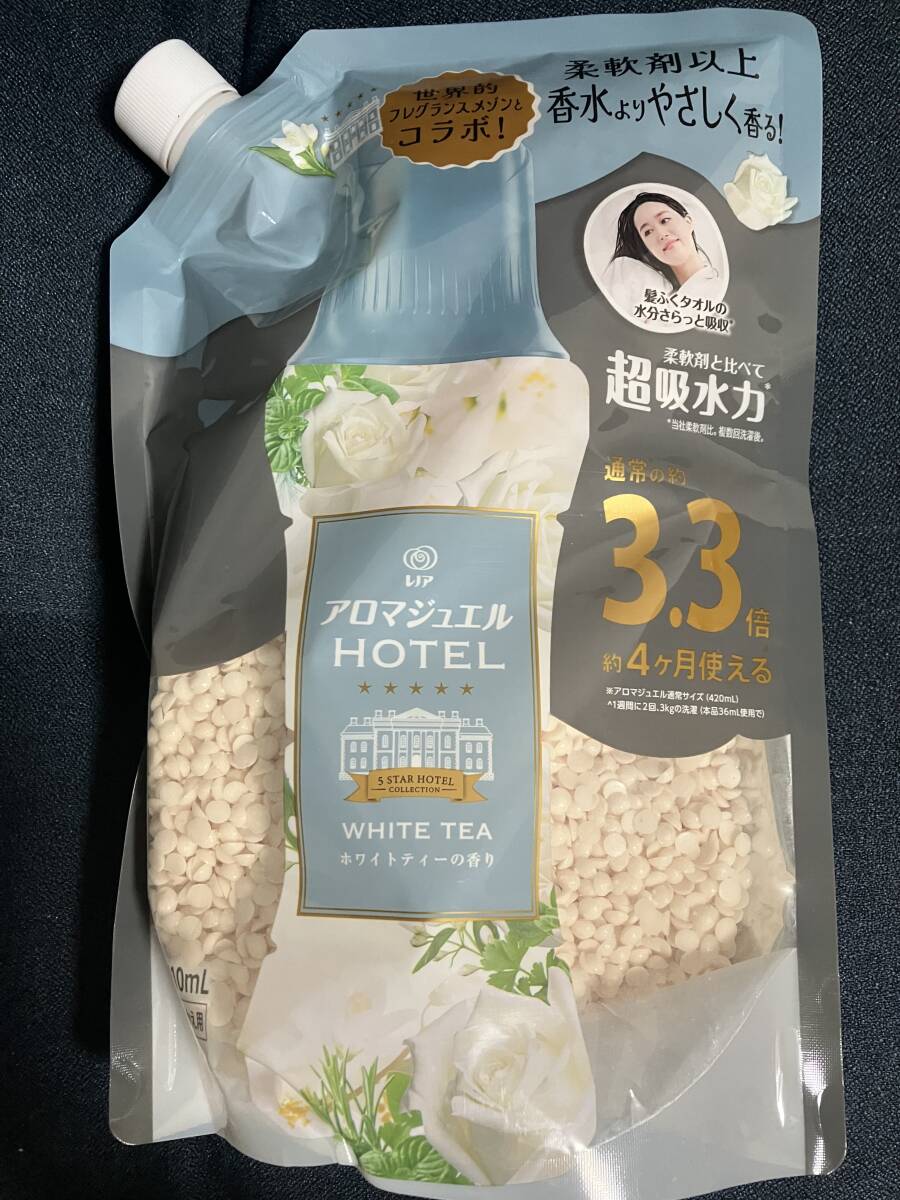 世界的
フレグランスメゾンと
コラボ!
柔軟剤以上
香水よりやさしく香る!
髪ふくタオルの
水分さらっと吸収*
柔軟剤と比べて
超吸水力*
*当社柔軟剤比。複数回洗濯後。
通常の約
3.3倍
約4ヶ月使える
※アロマジュエル通常サイズ(420mL)
^1週間に2回、3kgの洗濯(本品36mL使用で)
レノア
アロマジュエル
HOTEL
5 STAR HOTEL
COLLECTION
WHITE TEA
ホワイトティーの香り
0mL
え用